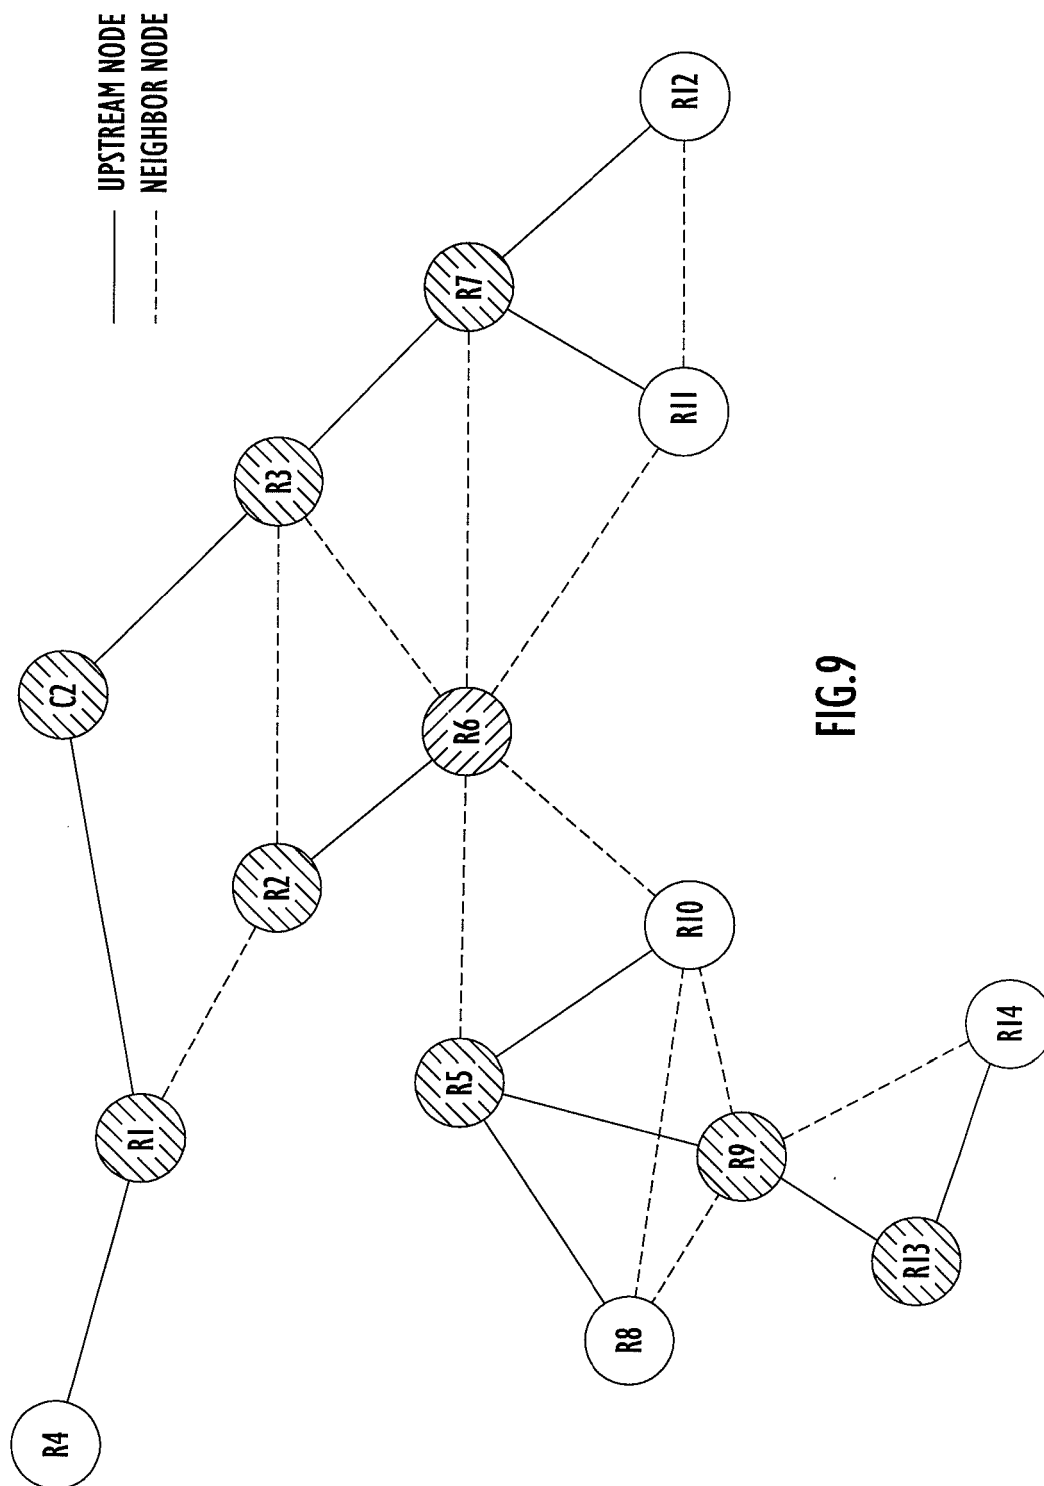 UPSTREAM NODE
NEIGHBOR NODE
R4
C2
R1
R2
R3
R5
R6
R7
R8
R10
R11
R12
R9
R13
R14
FIG.9